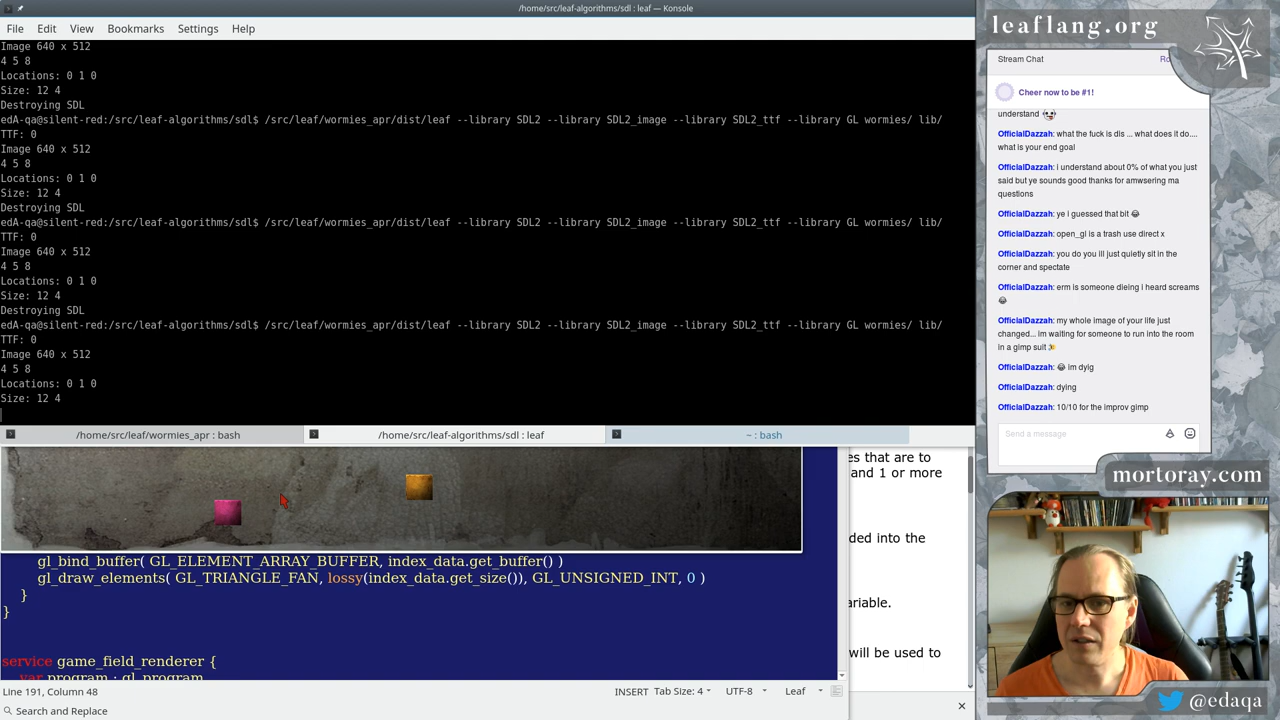 /home/src/leaf-algorithms/sdl : leaf — Konsole
File Edit View Bookmarks Settings Help
Image 640 x 512
4 5 8
Locations: 0 1 0
Size: 12 4
Destroying SDL
edA-qa@silent-red:/src/leaf-algorithms/sdl$ /src/leaf/wormies_apr/dist/leaf --library SDL2 --library SDL2_image --library SDL2_ttf --library GL wormies/ lib/
TTF: 0
Image 640 x 512
4 5 8
Locations: 0 1 0
Size: 12 4
Destroying SDL
edA-qa@silent-red:/src/leaf-algorithms/sdl$ /src/leaf/wormies_apr/dist/leaf --library SDL2 --library SDL2_image --library SDL2_ttf --library GL wormies/ lib/
TTF: 0
Image 640 x 512
4 5 8
Locations: 0 1 0
Size: 12 4
Destroying SDL
edA-qa@silent-red:/src/leaf-algorithms/sdl$ /src/leaf/wormies_apr/dist/leaf --library SDL2 --library SDL2_image --library SDL2_ttf --library GL wormies/ lib/
TTF: 0
Image 640 x 512
4 5 8
Locations: 0 1 0
Size: 12 4
/home/src/leaf/wormies_apr : bash
/home/src/leaf-algorithms/sdl : leaf
~ : bash
es that are to
and 1 or more
ded into the
ariable.
will be used to
gl_bind_buffer( GL_ELEMENT_ARRAY_BUFFER, index_data.get_buffer() )
gl_draw_elements( GL_TRIANGLE_FAN, lossy(index_data.get_size()), GL_UNSIGNED_INT, 0 )
}
}
service game_field_renderer {
var program : gl_program
Line 191, Column 48
INSERT Tab Size: 4 UTF-8 Leaf
Search and Replace
leaflang.org
Stream Chat
Ro
Cheer now to be #1!
understand
OfficialDazzah: what the fuck is dis ... what does it do....
what is your end goal
OfficialDazzah: i understand about 0% of what you just
said but ye sounds good thanks for amwsering ma
questions
OfficialDazzah: ye i guessed that bit 😂
OfficialDazzah: open_gl is a trash use direct x
OfficialDazzah: you do you ill just quietly sit in the
corner and spectate
OfficialDazzah: erm is someone dieing i heard screams
😂
OfficialDazzah: my whole image of your life just
changed... im waiting for someone to run into the room
in a gimp suit
OfficialDazzah: 😂 im dyig
OfficialDazzah: dying
OfficialDazzah: 10/10 for the improv gimp
Send a message
mortoray.com
@edaqa